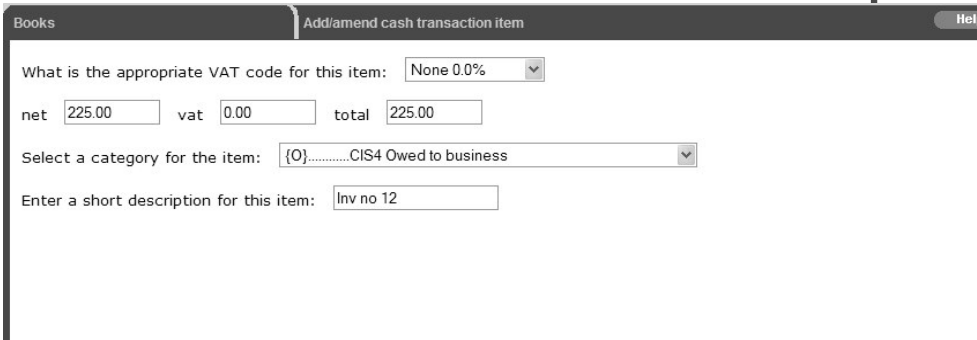 Books
Add/amend cash transaction item
What is the appropriate VAT code for this item: None 0.0%
net 225.00 vat 0.00 total 225.00
Select a category for the item: {O}............CIS4 Owed to business
Enter a short description for this item: Inv no 12